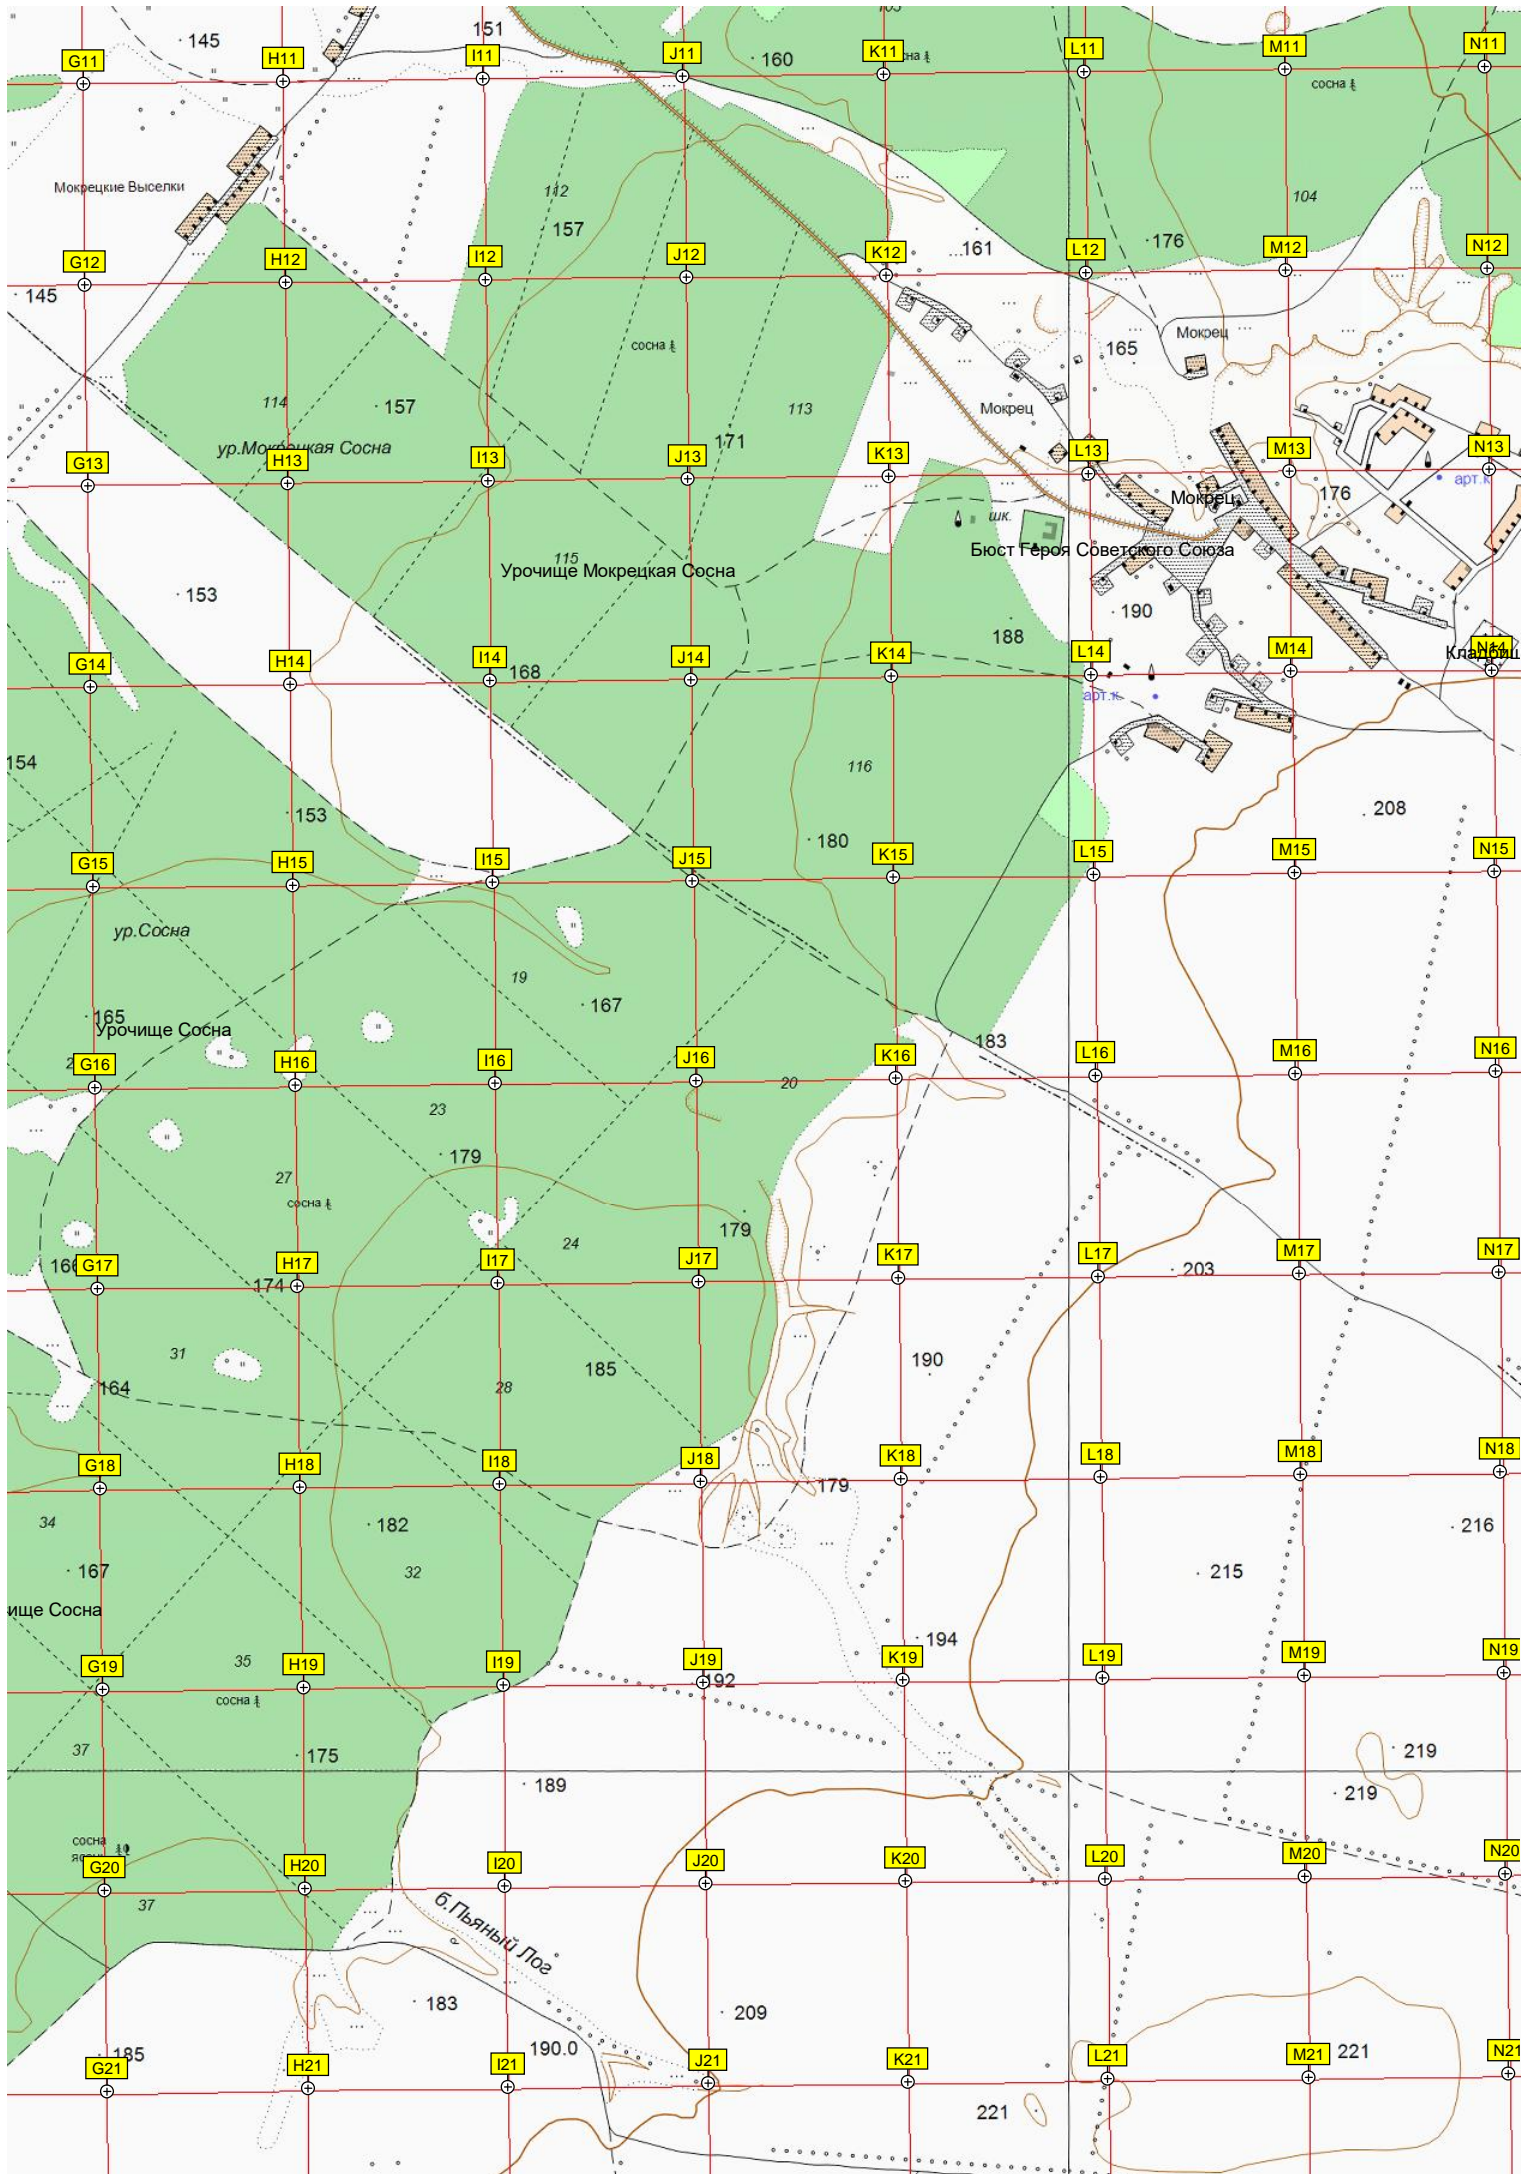 151
145
160
сосна
G11
H11
I11
J11
K11
L11
M11
N11
Мокрецкие Выселки
112
157
104
161
176
G12
H12
I12
J12
K12
L12
M12
N12
145
сосна
Мокрец
165
114
157
113
Мокрец
ур.Мокрецкая Сосна
171
G13
H13
I13
J13
K13
L13
M13
N13
арт.к
Мокрец
176
шк.
115
Бюст Героя Советского Союза
Урочище Мокрецкая Сосна
153
190
188
G14
H14
I14
J14
K14
L14
M14
N14
168
арт.к
154
116
153
180
208
G15
H15
I15
J15
K15
L15
M15
N15
ур.Сосна
19
167
165
Урочище Сосна
183
G16
H16
I16
J16
K16
L16
M16
N16
20
23
179
27
сосна
24
179
G17
H17
I17
J17
K17
L17
M17
N17
174
203
31
164
28
185
190
G18
H18
I18
J18
K18
L18
M18
N18
179
34
182
216
167
32
215
ище Сосна
194
G19
H19
I19
J19
K19
L19
M19
N19
35
192
сосна
37
175
219
189
219
сосна
G20
H20
I20
J20
K20
L20
M20
N20
37
б.Пьяный Лог
183
209
185
190.0
221
G21
H21
I21
J21
K21
L21
M21
N21
221